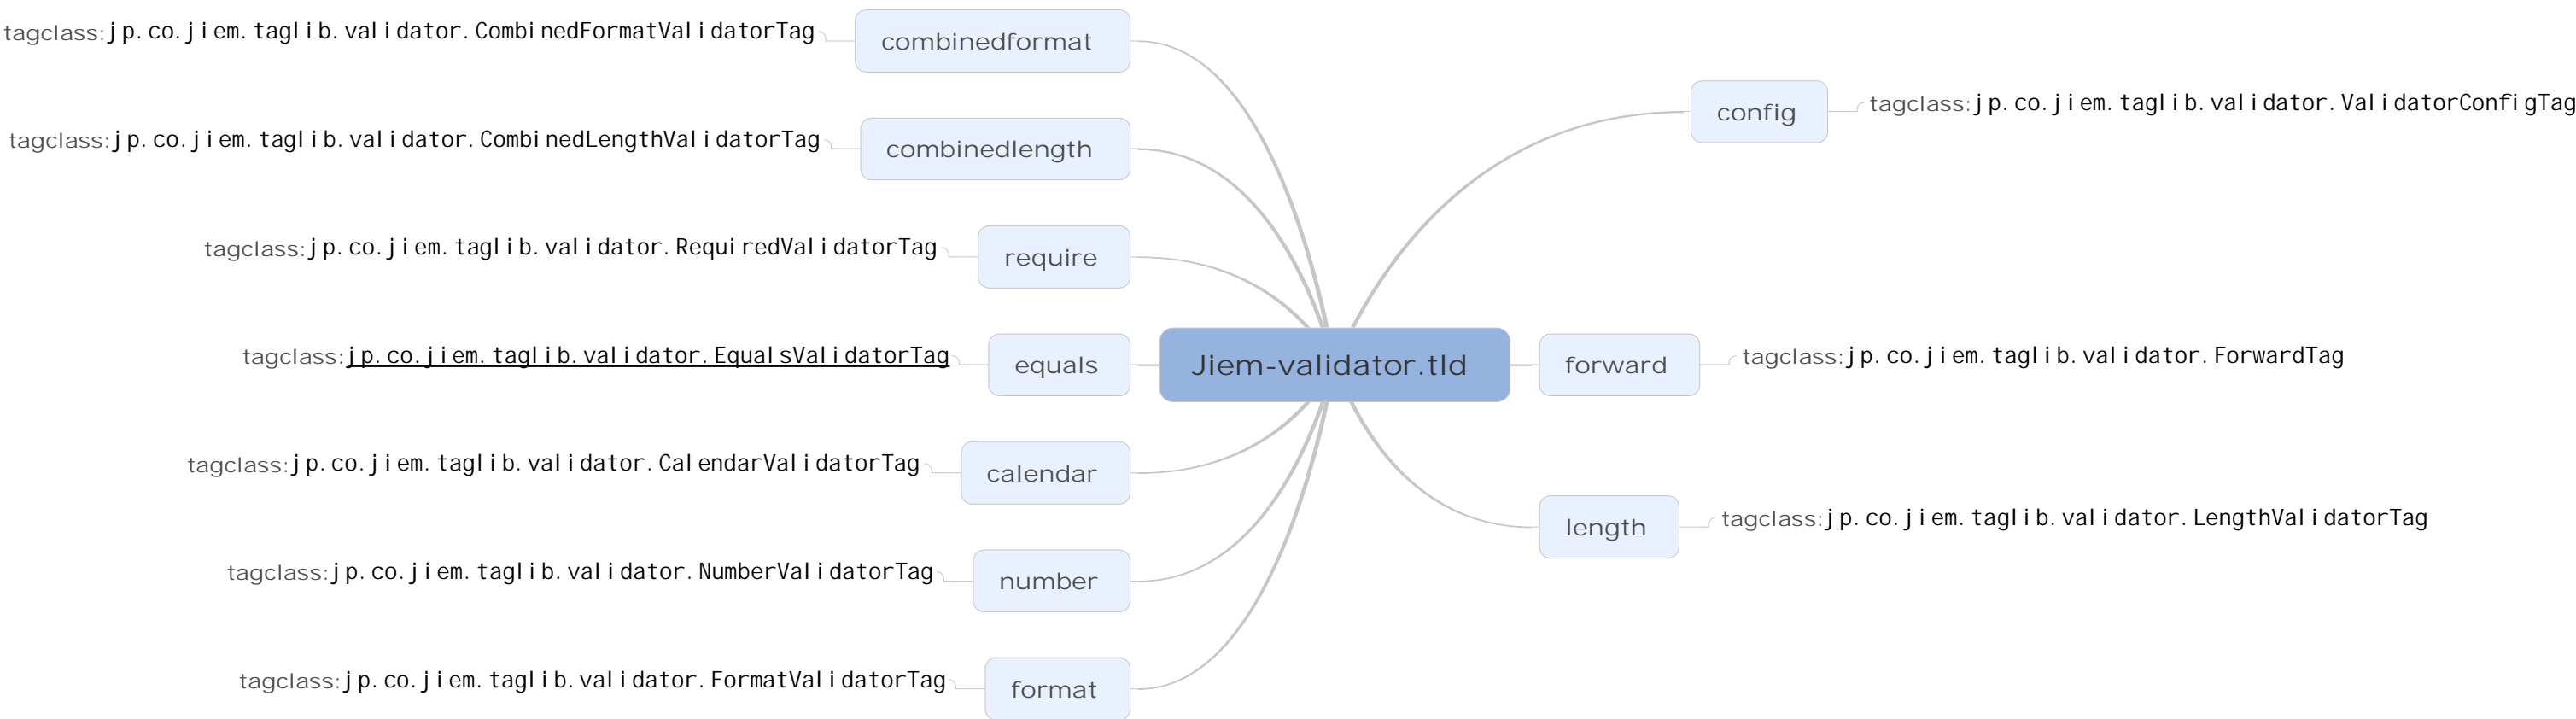 tagclass:jp.co.jiem.taglib.validator.CombinedFormatValidatorTag
combinedformat
tagclass:jp.co.jiem.taglib.validator.CombinedLengthValidatorTag
combinedlength
tagclass:jp.co.jiem.taglib.validator.RequiredValidatorTag
require
tagclass:jp.co.jiem.taglib.validator.EqualsValidatorTag
equals
tagclass:jp.co.jiem.taglib.validator.CalendarValidatorTag
calendar
tagclass:jp.co.jiem.taglib.validator.NumberValidatorTag
number
tagclass:jp.co.jiem.taglib.validator.FormatValidatorTag
format
Jiem-validator.tld
config
tagclass:jp.co.jiem.taglib.validator.ValidatorConfigTag
forward
tagclass:jp.co.jiem.taglib.validator.ForwardTag
length
tagclass:jp.co.jiem.taglib.validator.LengthValidatorTag